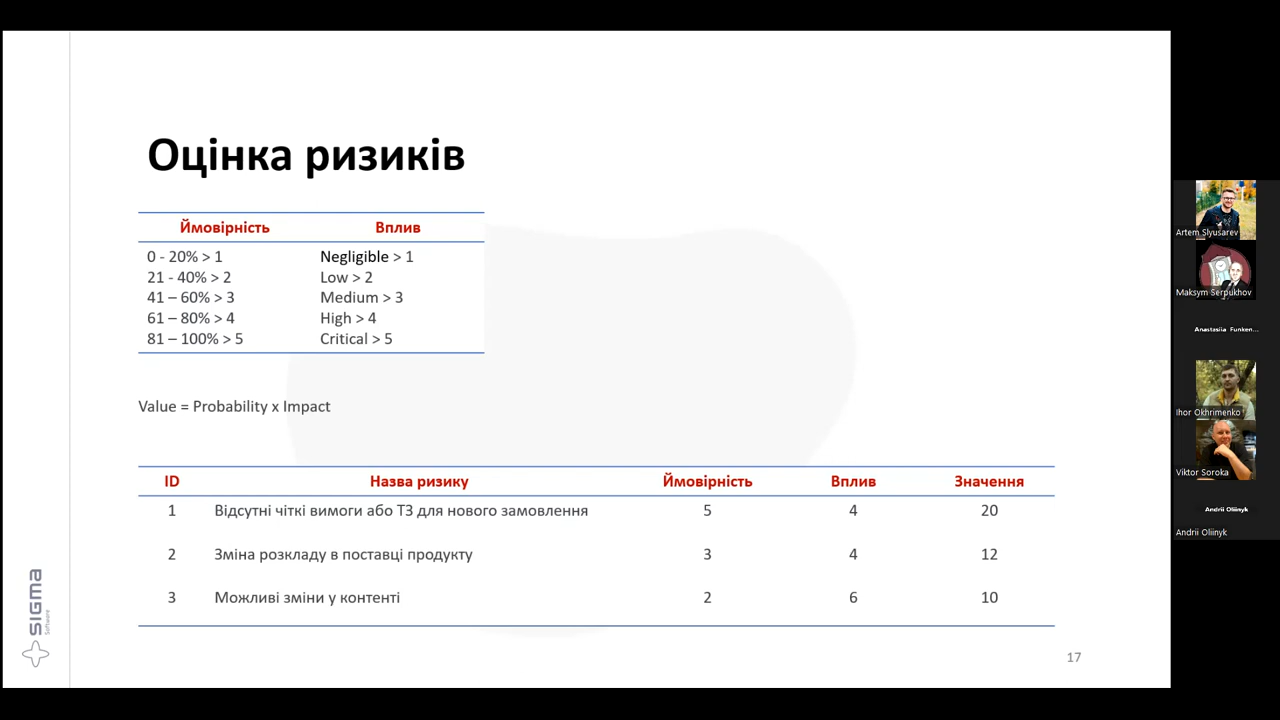 Оцінка ризиків
Ймовірність Вплив
0 - 20% > 1 Negligible > 1
21 - 40% > 2 Low > 2
41 – 60% > 3 Medium > 3
61 – 80% > 4 High > 4
81 – 100% > 5 Critical > 5
Value = Probability x Impact
ID Назва ризику Ймовірність Вплив Значення
1 Відсутні чіткі вимоги або ТЗ для нового замовлення 5 4 20
2 Зміна розкладу в поставці продукту 3 4 12
3 Можливі зміни у контенті 2 6 10
17
SIGMA
Software
Artem Slyusarev
Maksym Serpukhov
Anastasiia Funken...
Ihor Okhrimenko
Viktor Soroka
Andrii Oliinyk
Andrii Oliinyk